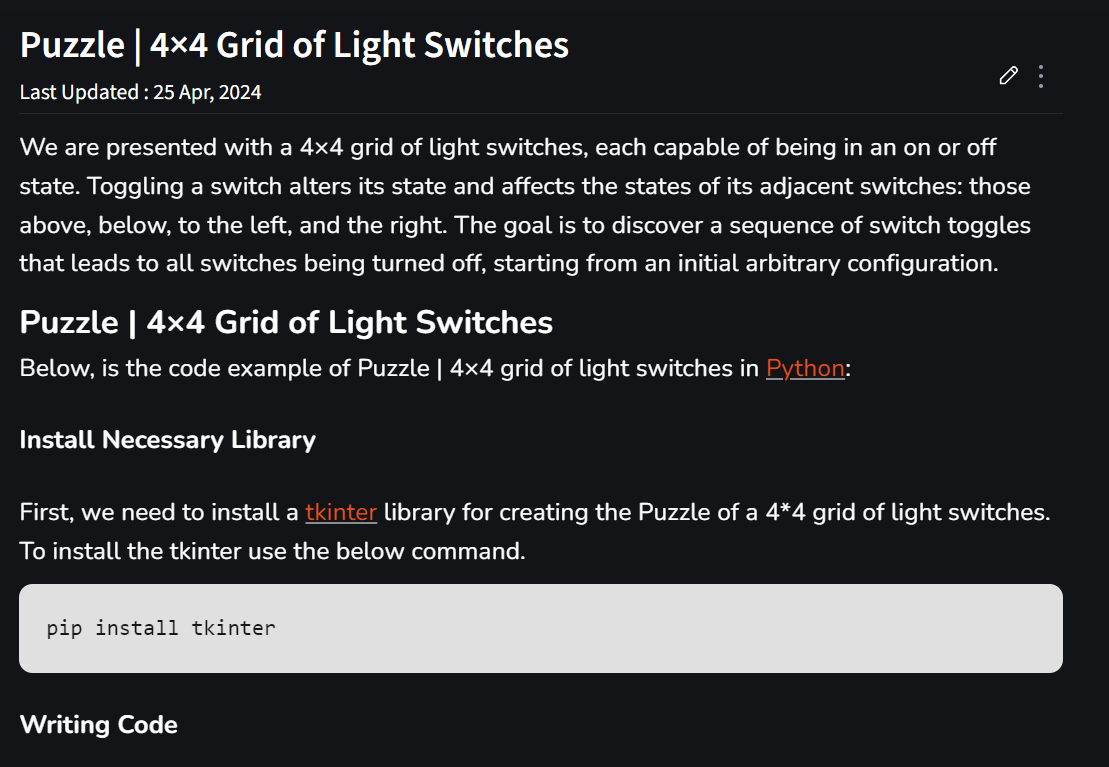 Puzzle | 4×4 Grid of Light Switches
Last Updated : 25 Apr, 2024
We are presented with a 4×4 grid of light switches, each capable of being in an on or off
state. Toggling a switch alters its state and affects the states of its adjacent switches: those
above, below, to the left, and the right. The goal is to discover a sequence of switch toggles
that leads to all switches being turned off, starting from an initial arbitrary configuration.
Puzzle | 4×4 Grid of Light Switches
Below, is the code example of Puzzle | 4×4 grid of light switches in Python:
Install Necessary Library
First, we need to install a tkinter library for creating the Puzzle of a 4*4 grid of light switches.
To install the tkinter use the below command.
pip install tkinter
Writing Code